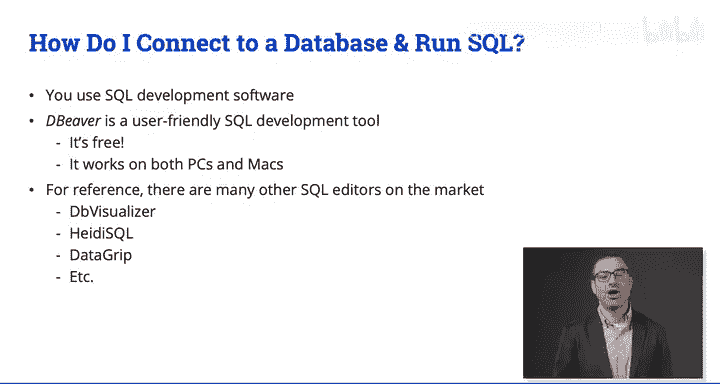 How Do I Connect to a Database & Run SQL?
• You use SQL development software
• DBeaver is a user-friendly SQL development tool
- It's free!
- It works on both PCs and Macs
• For reference, there are many other SQL editors on the market
- DbVisualizer
- HeidiSQL
- DataGrip
- Etc.